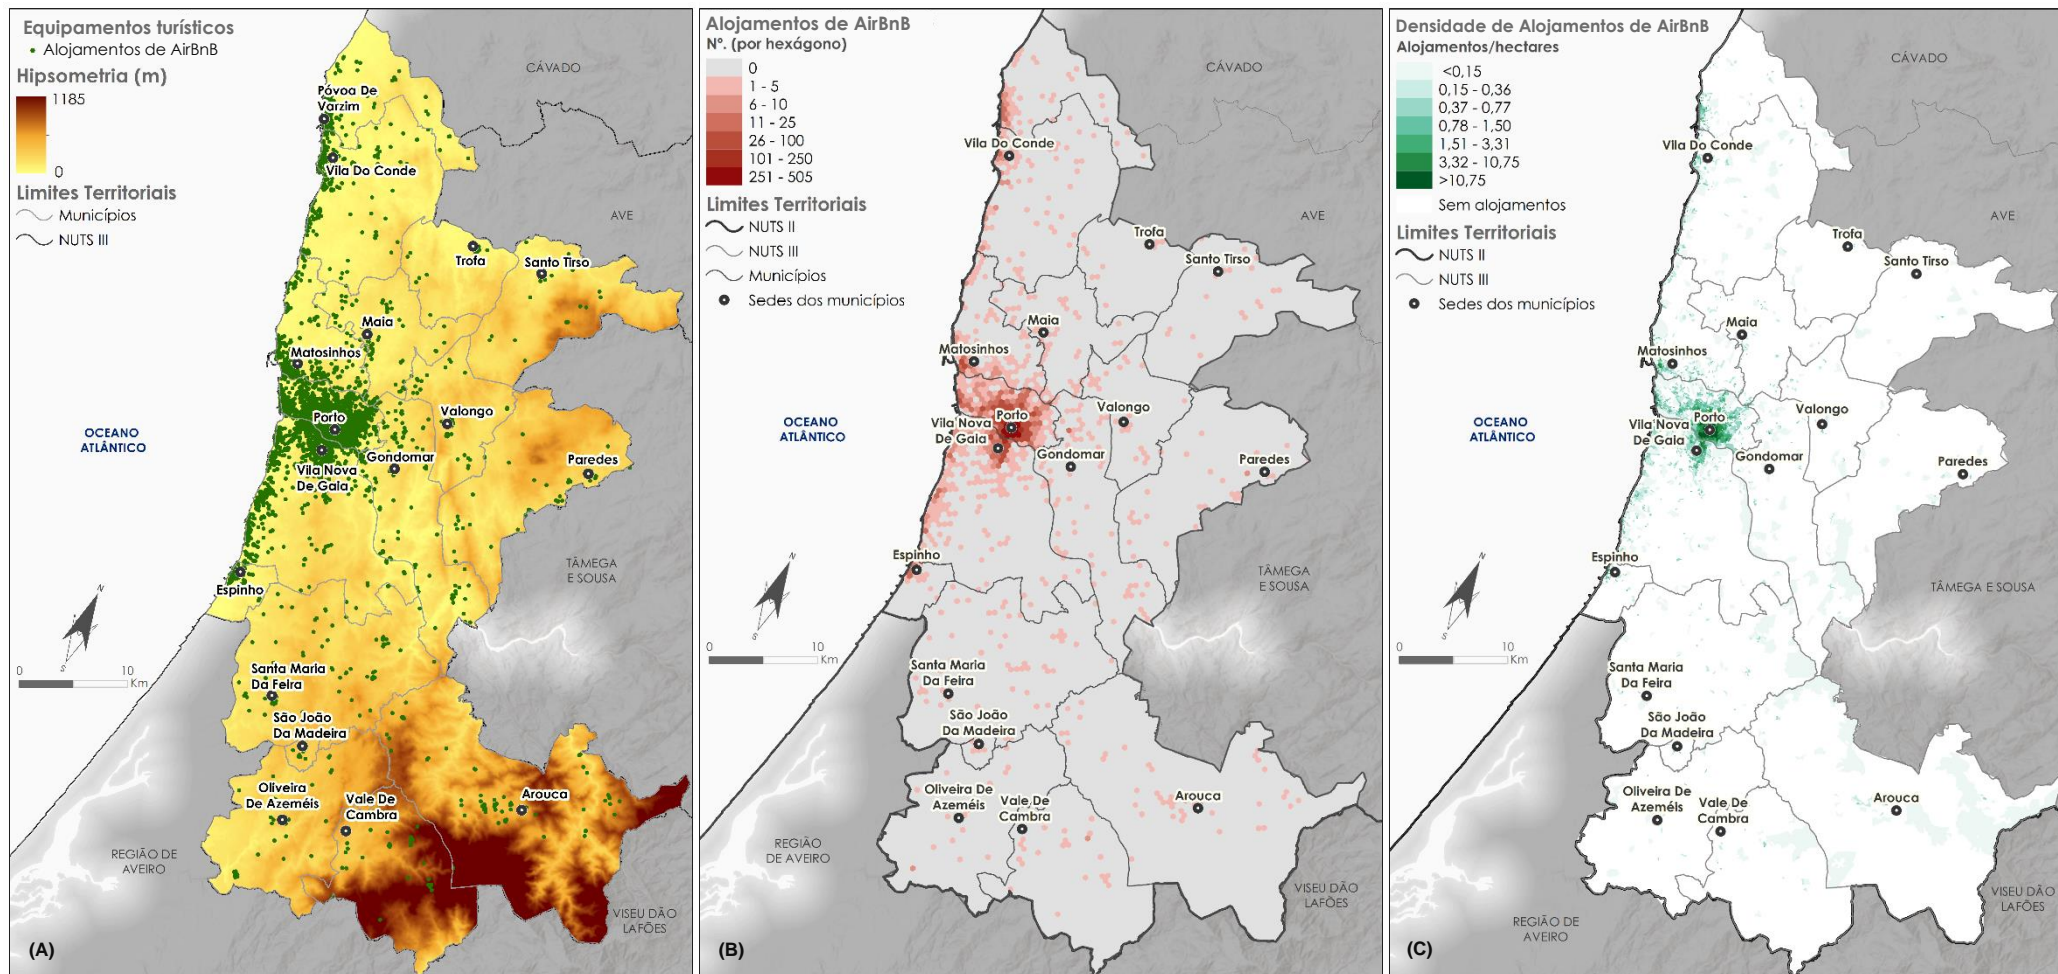 Equipamentos turísticos
Alojamentos de AirBnB
Hipsometria (m)
1185
0
Limites Territoriais
Municípios
NUTS III
CÁVADO
Póvoa De
Varzim
Vila Do Conde
AVE
Trofa
Santo Tirso
Maia
Matosinhos
Porto
Valongo
OCEANO
ATLÂNTICO
Vila Nova
De Gaia
Gondomar
Paredes
TÂMEGA
E SOUSA
Espinho
N
S
0 10
Km
Santa Maria
Da Feira
São João
Da Madeira
Oliveira
De Azeméis
Vale De
Cambra
Arouca
REGIÃO DE
AVEIRO
VISEU DÃO
LAFÕES
(A)
Alojamentos de AirBnB
Nº. (por hexágono)
0
1 - 5
6 - 10
11 - 25
26 - 100
101 - 250
251 - 505
Limites Territoriais
NUTS II
NUTS III
Municípios
Sedes dos municípios
CÁVADO
Vila Do Conde
AVE
Trofa
Santo Tirso
Maia
Matosinhos
Porto
Valongo
OCEANO
ATLÂNTICO
Vila Nova
De Gaia
Gondomar
Paredes
Espinho
TÂMEGA
E SOUSA
N
S
0 10
Km
Santa Maria
Da Feira
São João
Da Madeira
Oliveira De
Azeméis
Vale De
Cambra
Arouca
REGIÃO
DE AVEIRO
VISEU DÃO
LAFÕES
(B)
Densidade de Alojamentos de AirBnB
Alojamentos/hectares
<0,15
0,15 - 0,36
0,37 - 0,77
0,78 - 1,50
1,51 - 3,31
3,32 - 10,75
>10,75
Sem alojamentos
Limites Territoriais
NUTS II
NUTS III
Sedes dos municípios
CÁVADO
Vila Do Conde
AVE
Trofa
Santo Tirso
Maia
Matosinhos
Porto
Valongo
OCEANO
ATLÂNTICO
Vila Nova
De Gaia
Gondomar
Paredes
Espinho
TÂMEGA E SOUSA
N
S
0 10
Km
Santa Maria
Da Feira
São João
Da Madeira
Oliveira De
Azeméis
Vale De
Cambra
Arouca
REGIÃO DE
AVEIRO
VISEU DÃO
LAFÕES
(C)